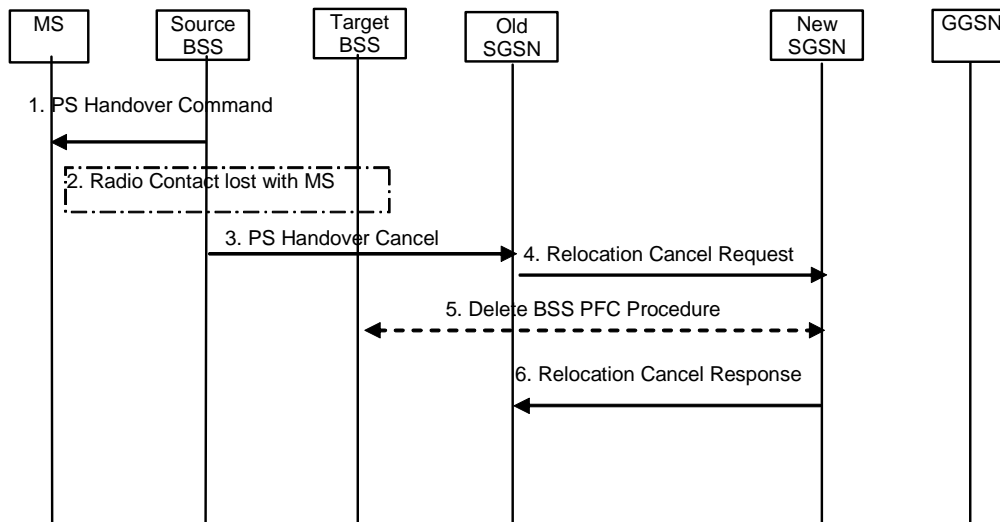 MS
Source
BSS
Target
BSS
Old
SGSN
New
SGSN
GGSN
1. PS Handover Command
2. Radio Contact lost with MS
3. PS Handover Cancel
4. Relocation Cancel Request
5. Delete BSS PFC Procedure
6. Relocation Cancel Response